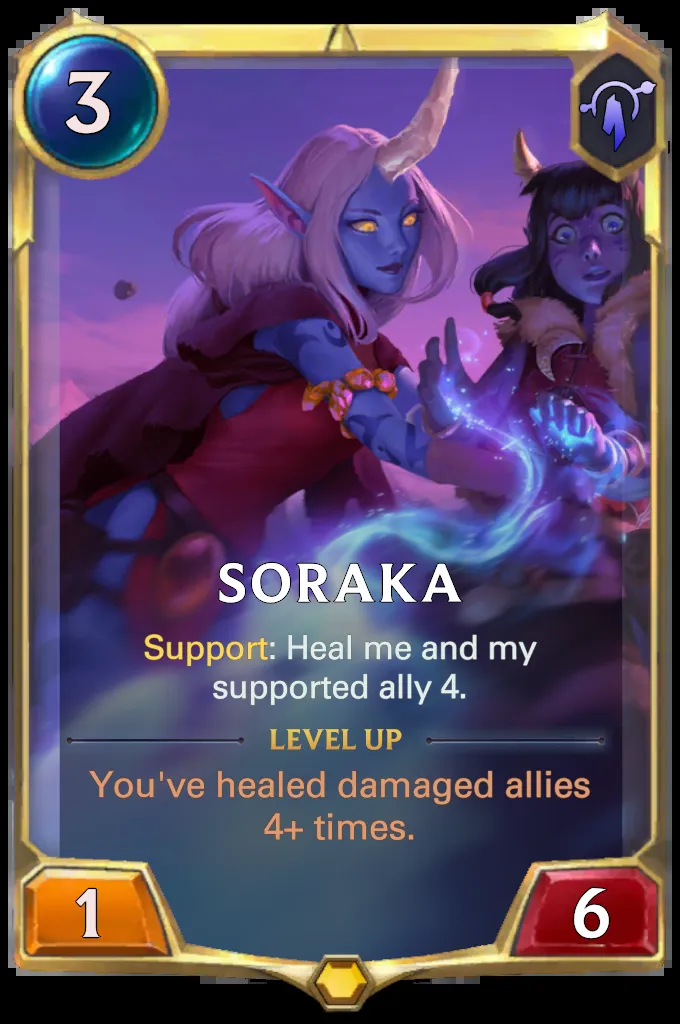 3
SORAKA
Support: Heal me and my
supported ally 4.
LEVEL UP
You've healed damaged allies
4+ times.
1
6